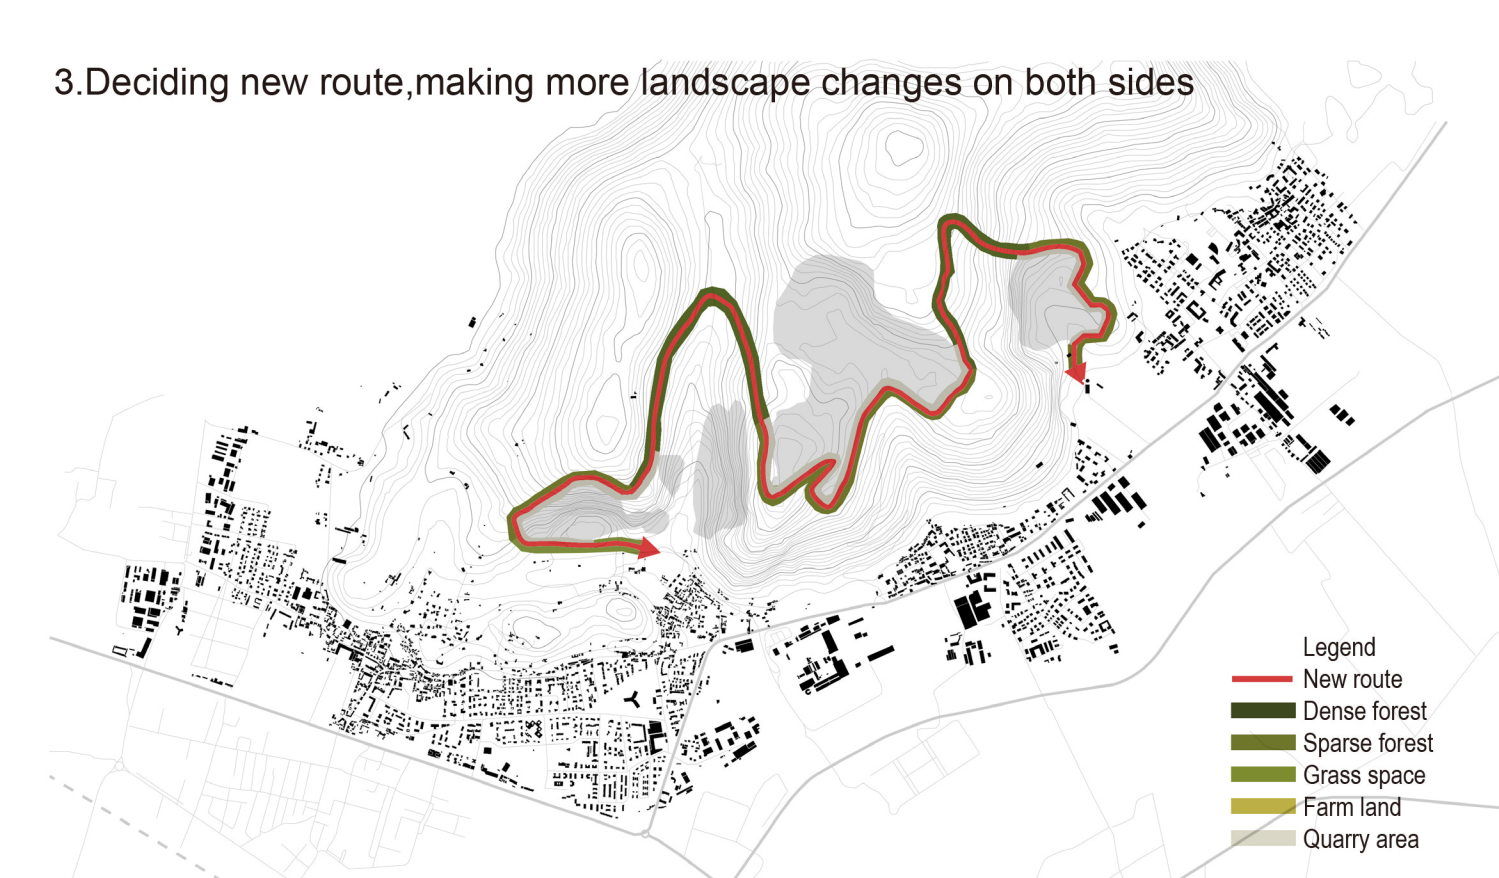 3.Deciding new route,making more landscape changes on both sides
Legend
New route
Dense forest
Sparse forest
Grass space
Farm land
Quarry area